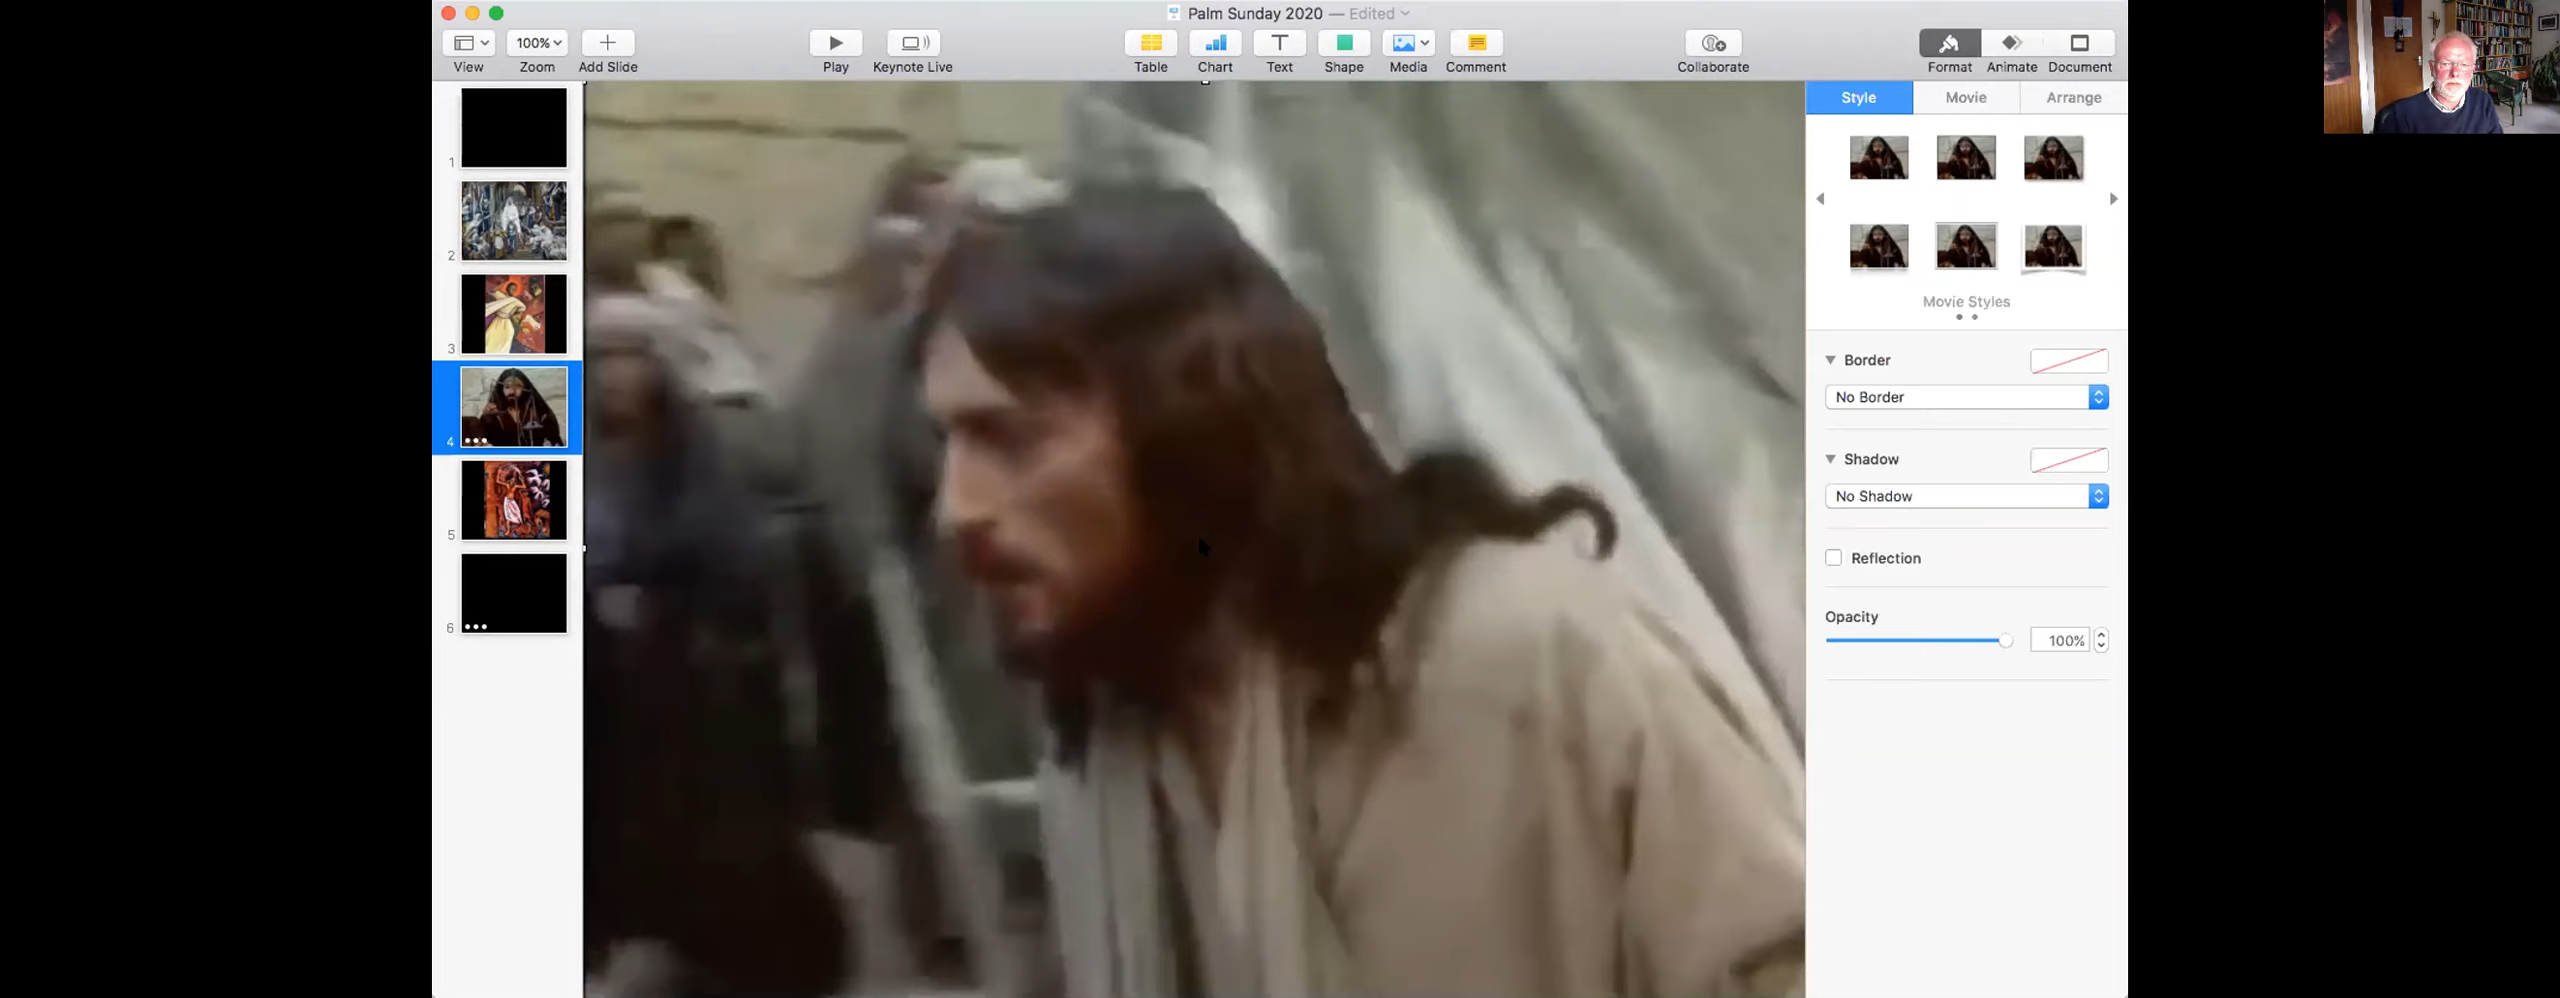 Palm Sunday 2020 — Edited
100%
View Zoom Add Slide Play Keynote Live Table Chart Text Shape Media Comment Collaborate Format Animate Document
Style Movie Arrange
Movie Styles
Border
No Border
Shadow
No Shadow
Reflection
Opacity
100%
1
2
3
4
5
6